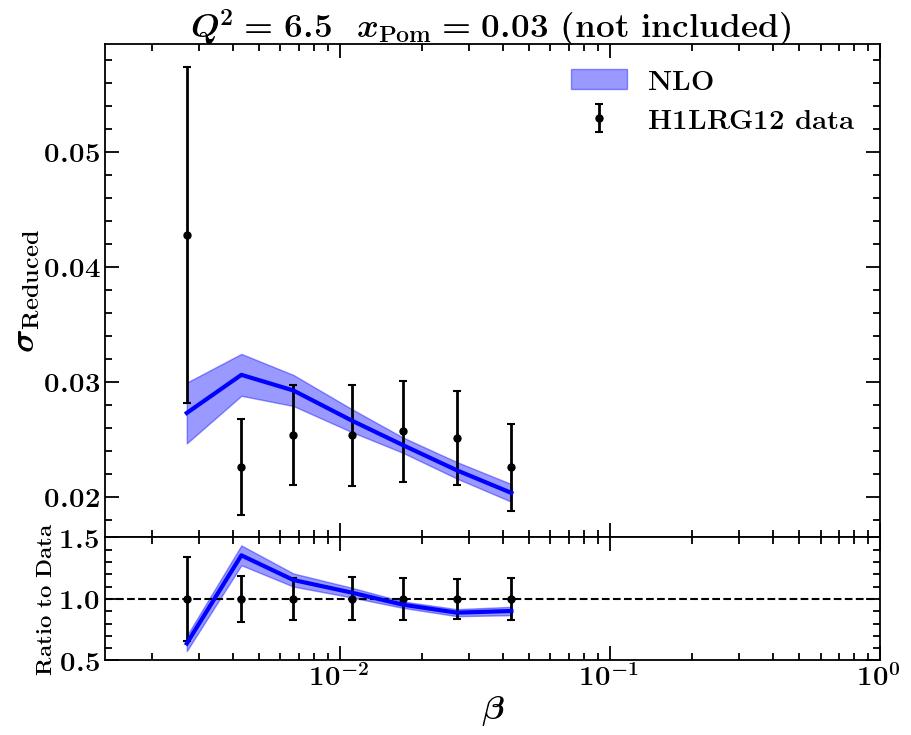 Q² = 6.5 x_Pom = 0.03 (not included)
NLO
H1LRG12 data
σ_Reduced
0.05
0.04
0.03
0.02
Ratio to Data
1.5
1.0
0.5
10⁻²
10⁻¹
10⁰
β